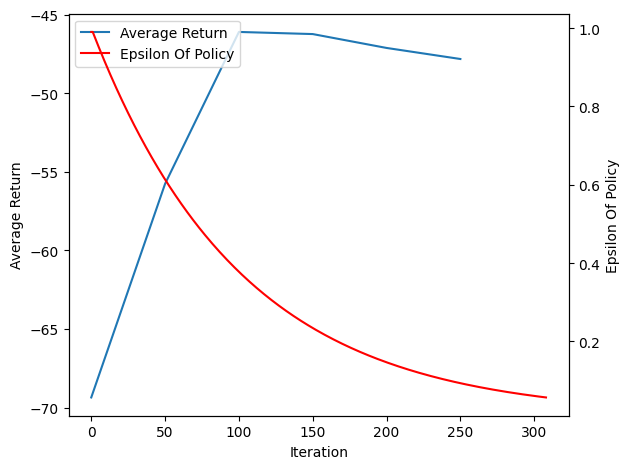 Average Return
Epsilon Of Policy
−45
−50
−55
−60
−65
−70
Average Return
1.0
0.8
0.6
0.4
0.2
Epsilon Of Policy
0 50 100 150 200 250 300
Iteration